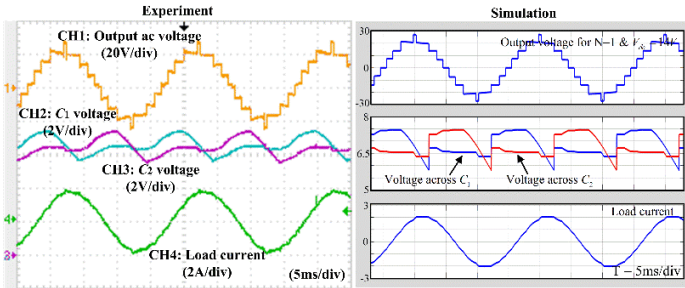 Experiment
CH1: Output ac voltage
(20V/div)
1
CH2: C1 voltage
(2V/div)
CH3: C2 voltage
(2V/div)
4
CH4: Load current
(2A/div)
(5ms/div)
Simulation
30
Output voltage for N=1 & Vdc
0
-30
8
6.5
5
Voltage across C1
Voltage across C2
3
Load current
0
-3
T = 5ms/div